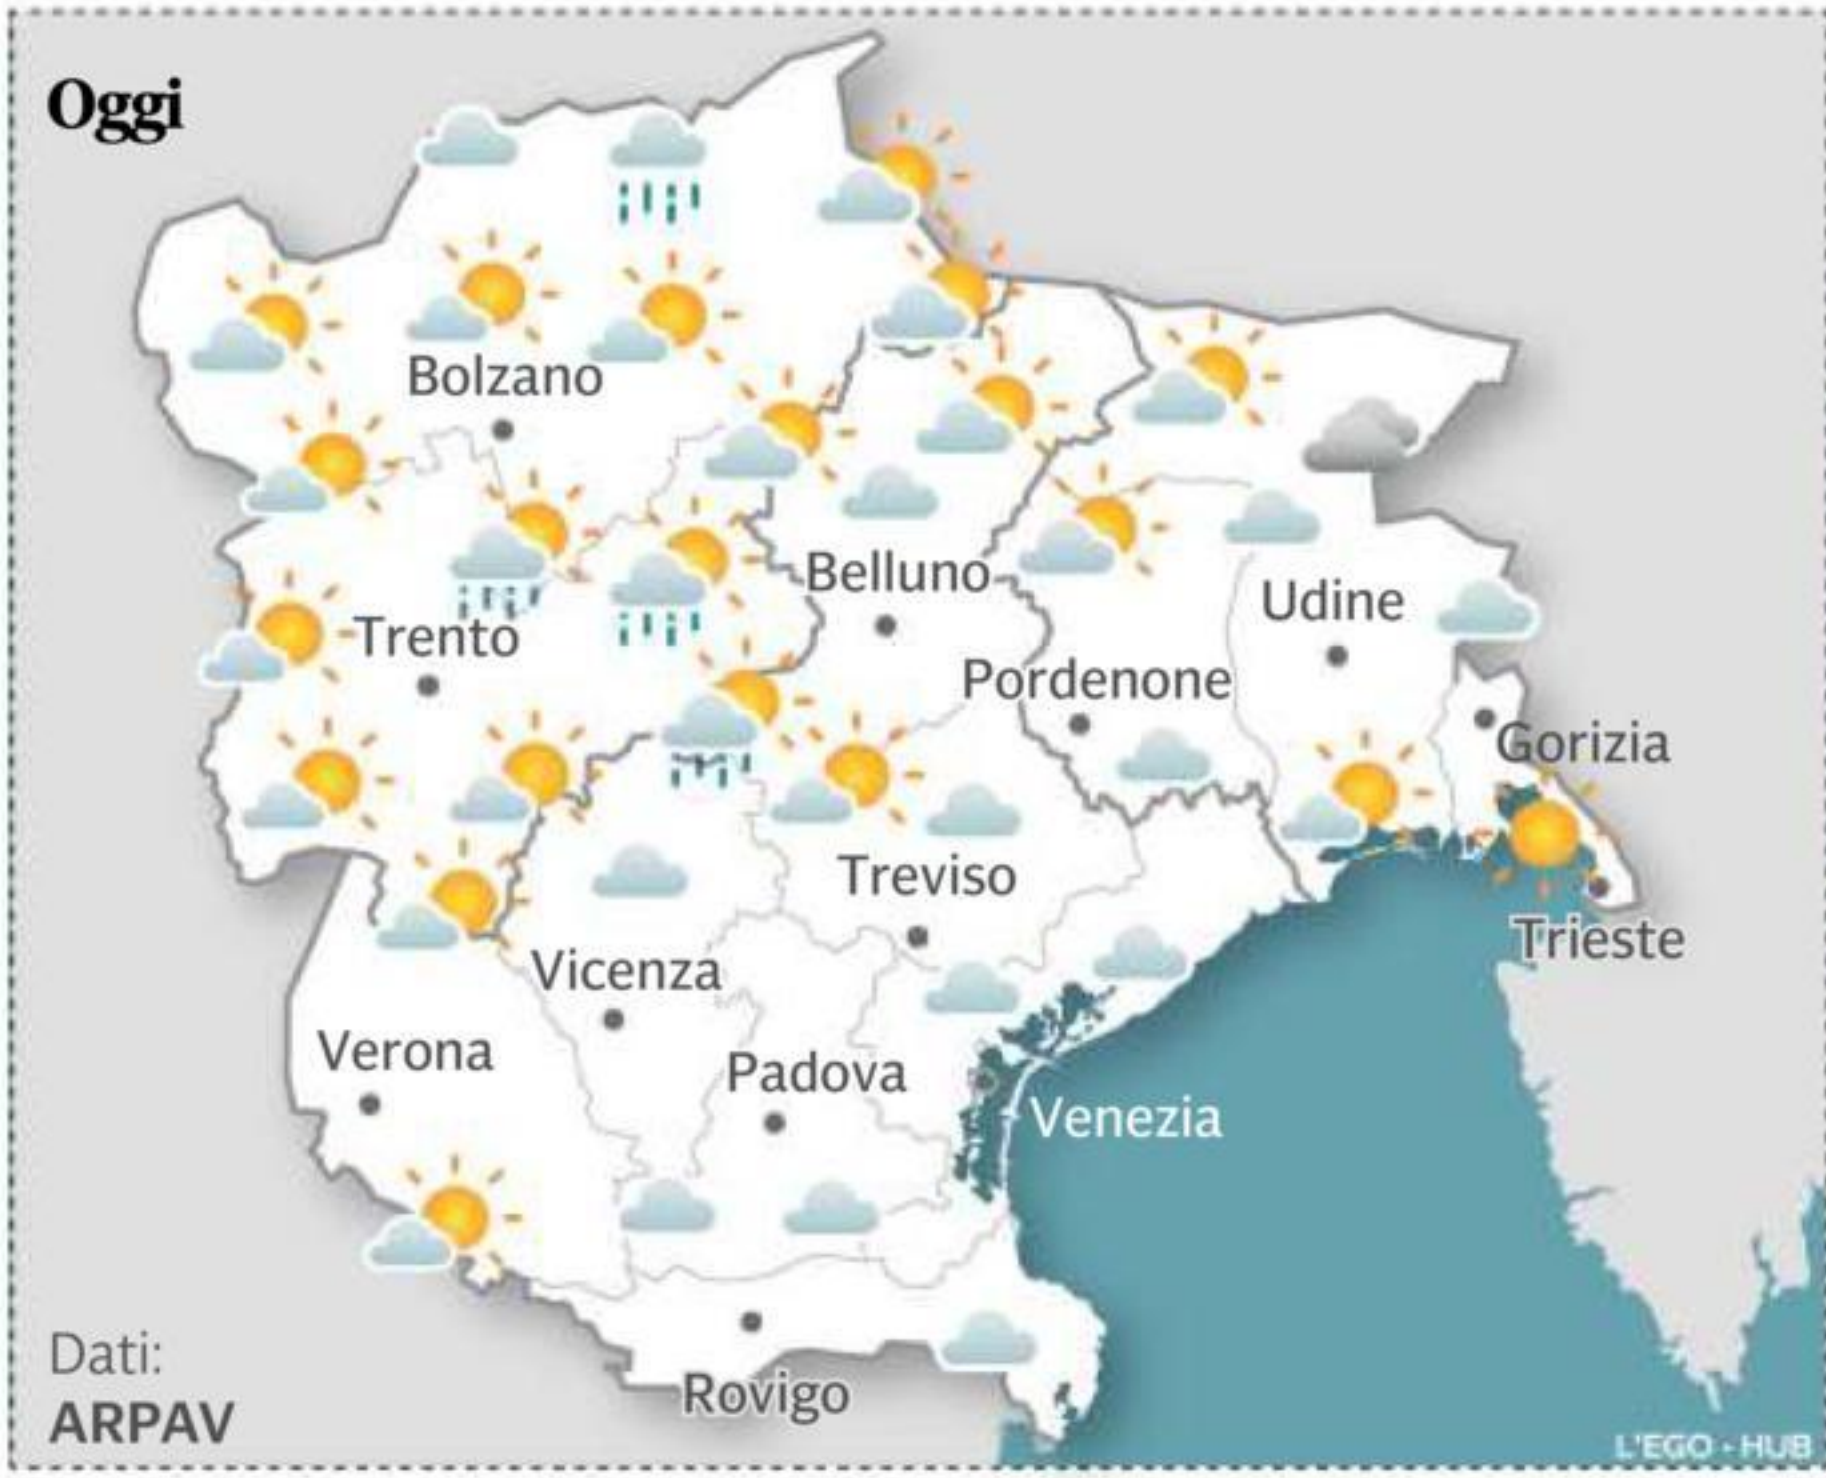 Oggi
Bolzano
Belluno
Udine
Trento
Pordenone
Gorizia
Treviso
Trieste
Vicenza
Verona
Padova
Venezia
Dati:
ARPAV
Rovigo
L'EGO - HUB